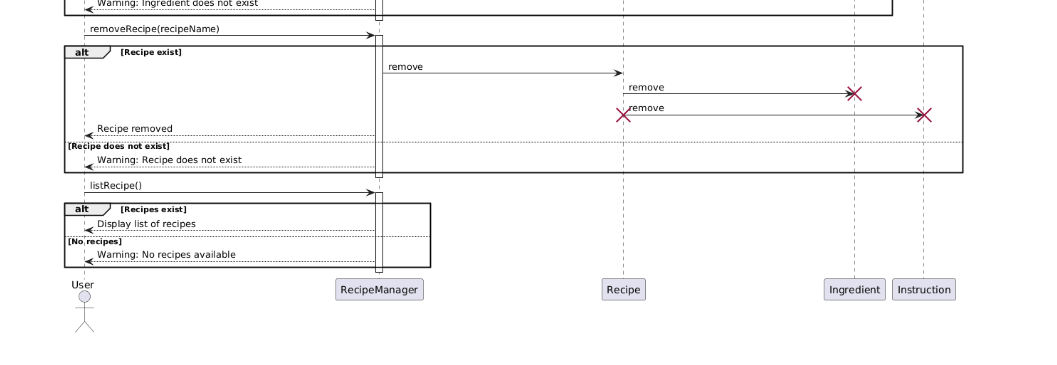 Warning: Ingredient does not exist
removeRecipe(recipeName)
alt [Recipe exist]
remove
remove
remove
Recipe removed
[Recipe does not exist]
Warning: Recipe does not exist
listRecipe()
alt [Recipes exist]
Display list of recipes
[No recipes]
Warning: No recipes available
User
RecipeManager
Recipe
Ingredient
Instruction